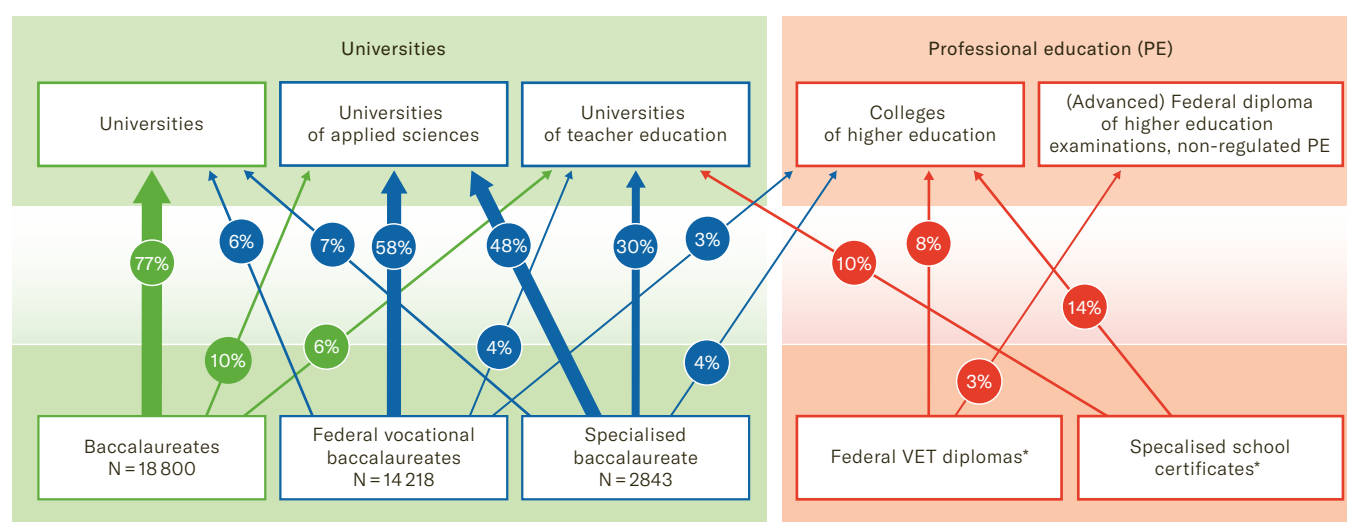 Universities
Professional education (PE)
Universities
Universities
of applied sciences
Universities
of teacher education
Colleges
of higher education
(Advanced) Federal diploma
of higher education
examinations, non-regulated PE
77%
6%
7%
58%
48%
30%
3%
10%
8%
14%
10%
6%
4%
4%
3%
Baccalaureates
N = 18 800
Federal vocational
baccalaureates
N = 14 218
Specialised
baccalaureate
N = 2843
Federal VET diplomas*
Specalised school
certificates*